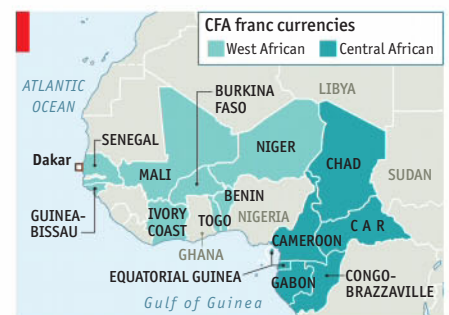 CFA franc currencies
West African
Central African
ATLANTIC
OCEAN
LIBYA
BURKINA
FASO
SENEGAL
Dakar
MALI
NIGER
CHAD
SUDAN
GUINEA-
BISSAU
IVORY
COAST
TOGO
BENIN
NIGERIA
GHANA
CAMEROON
C A R
EQUATORIAL GUINEA
GABON
CONGO-
BRAZZAVILLE
Gulf of Guinea